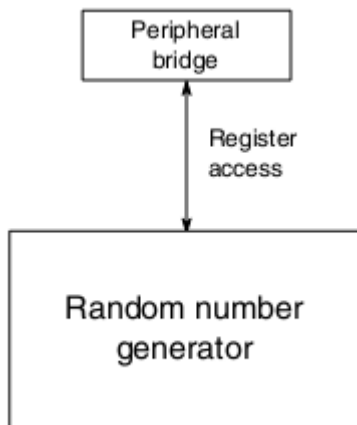 Peripheral
bridge
Register
access
Random number
generator